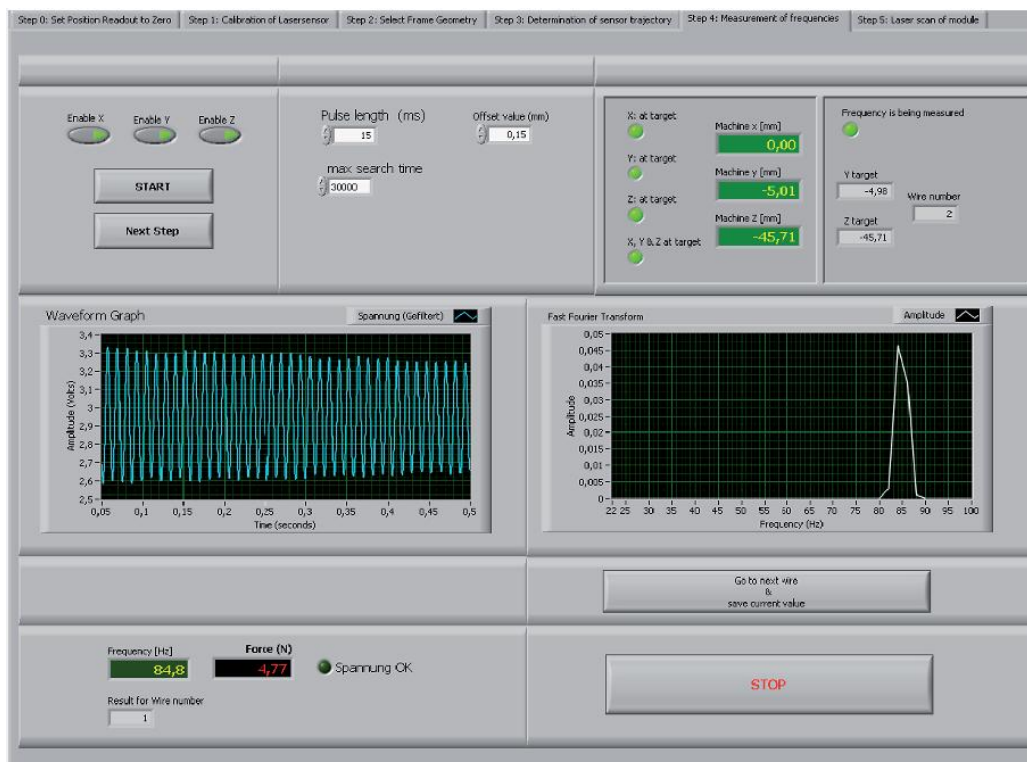 Step 0: Set Position Readout to Zero
Step 1: Calibration of Lasersensor
Step 2: Select Frame Geometry
Step 3: Determination of sensor trajectory
Step 4: Measurement of frequencies
Step 5: Laser scan of module
Enable X
Enable Y
Enable Z
START
Next Step
Pulse length (ms)
15
Offset value (mm)
0,15
max search time
30000
X: at target
Y: at target
Z: at target
X, Y & Z at target
Machine x [mm]
0,00
Machine y [mm]
-5,01
Machine Z [mm]
-45,71
Frequency is being measured
Y target
-4,98
Z target
-45,71
Wire number
2
Waveform Graph
Spannung (Gefiltert)
Amplitude (Volts)
3,4
3,3
3,2
3,1
3
2,9
2,8
2,7
2,6
2,5
0,05 0,1 0,15 0,2 0,25 0,3 0,35 0,4 0,45 0,5
Time (seconds)
Fast Fourier Transform
Amplitude
Amplitude
0,05
0,045
0,04
0,035
0,03
0,025
0,02
0,015
0,01
0,005
0
22 25 30 35 40 45 50 55 60 65 70 75 80 85 90 95 100
Frequency (Hz)
Go to next wire
&
save current value
Frequency [Hz]
84,8
Force (N)
4,77
Spannung OK
Result for Wire number
1
STOP